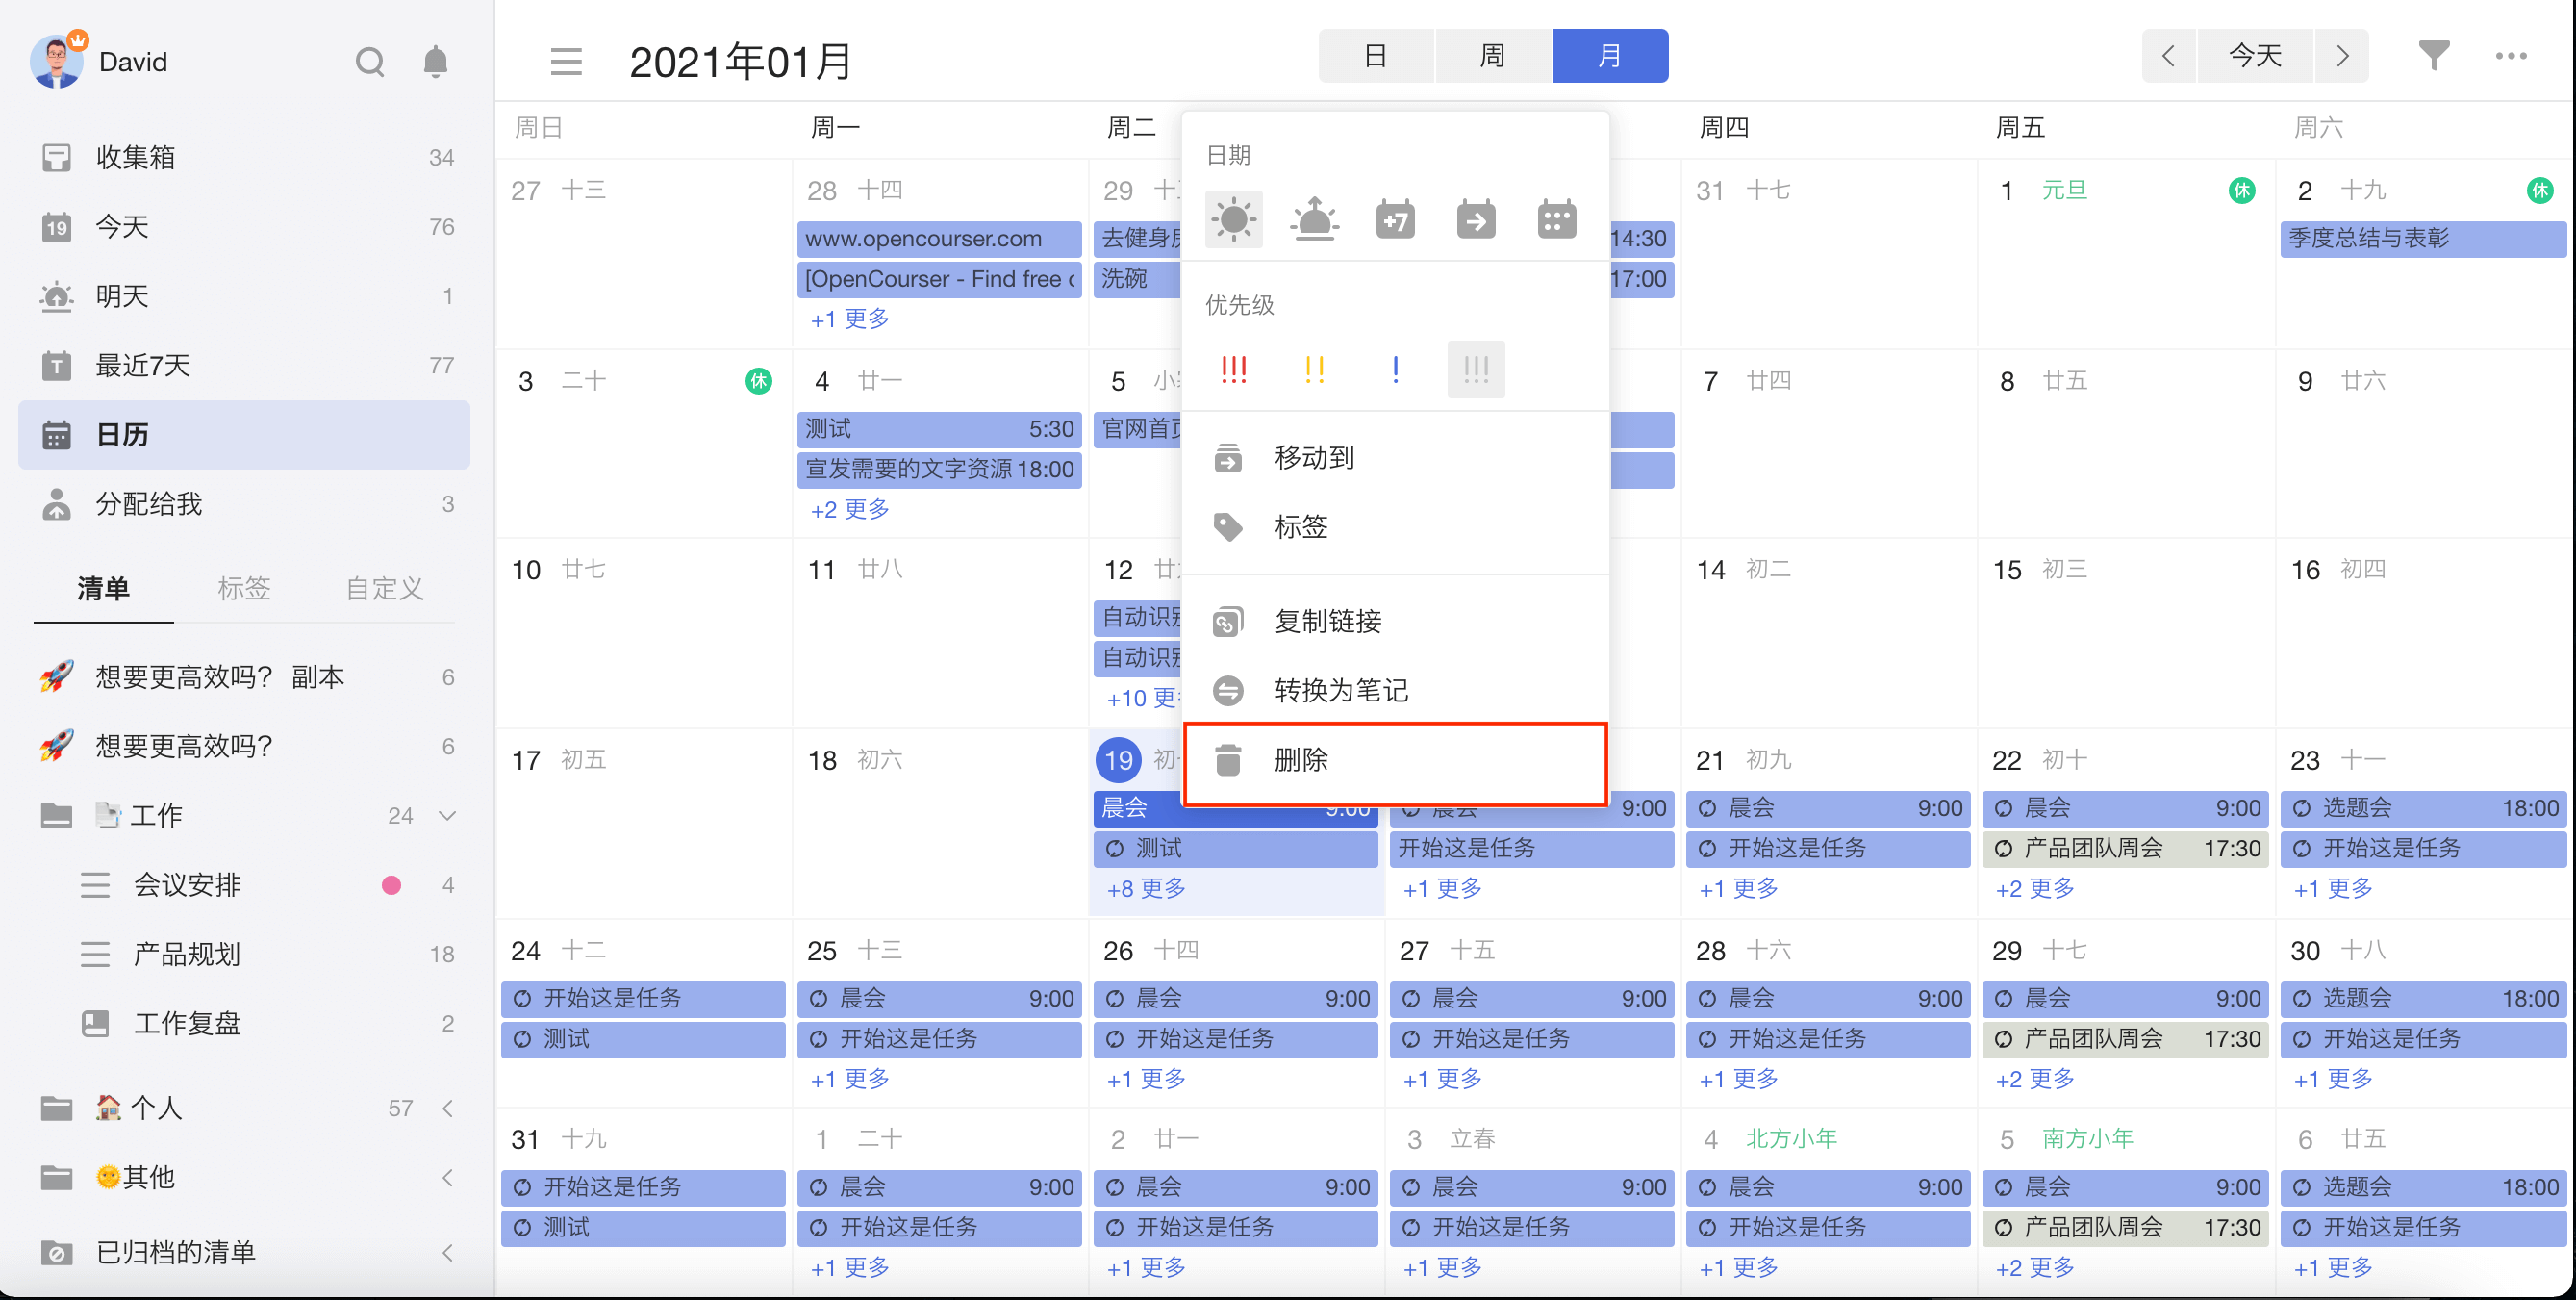 David
收集箱 34
19 今天 76
明天 1
T 最近7天 77
日历
分配给我 3
清单 标签 自定义
想要更高效吗? 副本 6
想要更高效吗? 6
工作 24
会议安排 4
产品规划 18
工作复盘 2
个人 57
其他
已归档的清单
2021年01月
日 周 月
今天
周日 周一 周二 周四 周五 周六
27 十三 28 十四 29 31 十七 1 元旦 休 2 十九 休
www.opencourser.com 去健身 14:30 季度总结与表彰
[OpenCourser - Find free 洗碗 17:00
+1 更多
3 二十 休 4 廿一 5 小 7 廿四 8 廿五 9 廿六
测试 5:30 官网首
宣发需要的文字资源 18:00
+2 更多
10 廿七 11 廿八 12 廿 14 初二 15 初三 16 初四
自动识
自动识
+10 更
17 初五 18 初六 19 初 21 初九 22 初十 23 十一
晨会 9:00 晨会 9:00 晨会 9:00 晨会 9:00 选题会 18:00
测试 开始这是任务 开始这是任务 产品团队周会 17:30 开始这是任务
+8 更多 +1 更多 +1 更多 +2 更多 +1 更多
24 十二 25 十三 26 十四 27 十五 28 十六 29 十七 30 十八
开始这是任务 晨会 9:00 晨会 9:00 晨会 9:00 晨会 9:00 晨会 9:00 选题会 18:00
测试 开始这是任务 开始这是任务 开始这是任务 开始这是任务 产品团队周会 17:30 开始这是任务
+1 更多 +1 更多 +1 更多 +1 更多 +2 更多 +1 更多
31 十九 1 二十 2 廿一 3 立春 4 北方小年 5 南方小年 6 廿五
开始这是任务 晨会 9:00 晨会 9:00 晨会 9:00 晨会 9:00 晨会 9:00 选题会 18:00
测试 开始这是任务 开始这是任务 开始这是任务 开始这是任务 产品团队周会 17:30 开始这是任务
+1 更多 +1 更多 +1 更多 +1 更多 +2 更多 +1 更多
日期
+7
优先级
!!! !! ! !!!
移动到
标签
复制链接
转换为笔记
删除